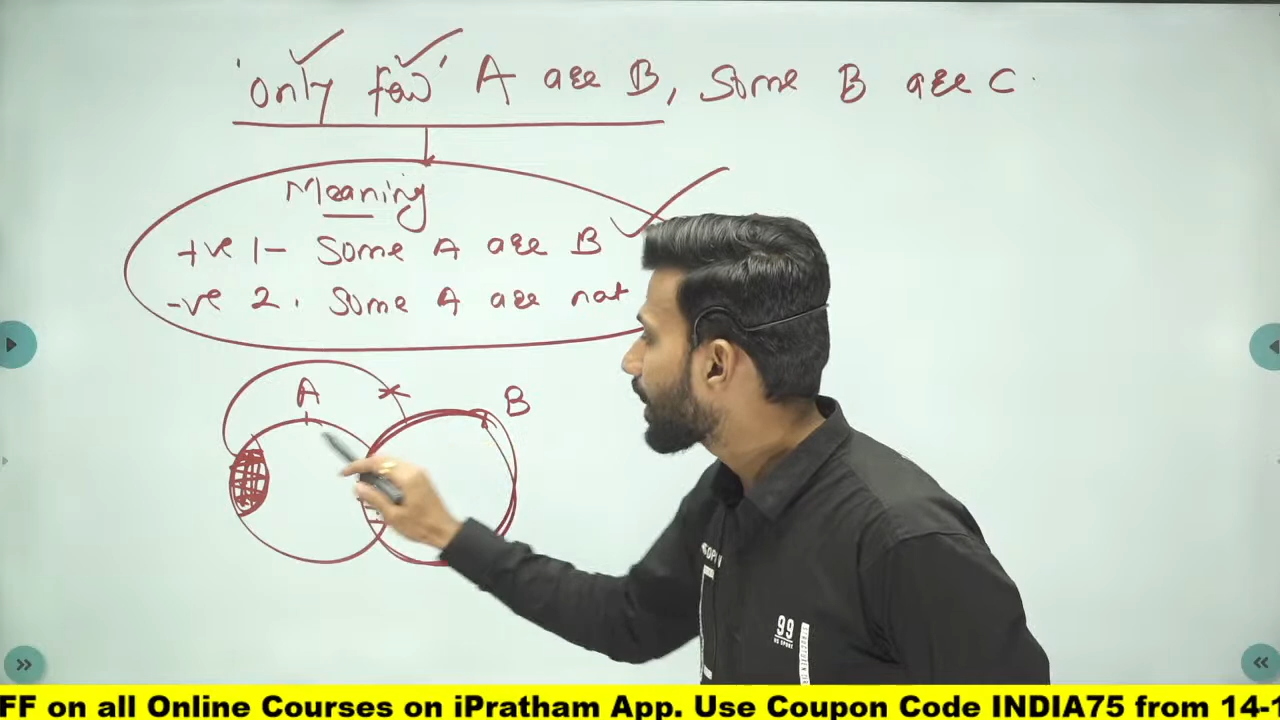 'only few' A are B, Some B are C.
Meaning
+ve 1- Some A are B
-ve 2. Some A are not
A
B
99
FF on all Online Courses on iPratham App. Use Coupon Code INDIA75 from 14-1